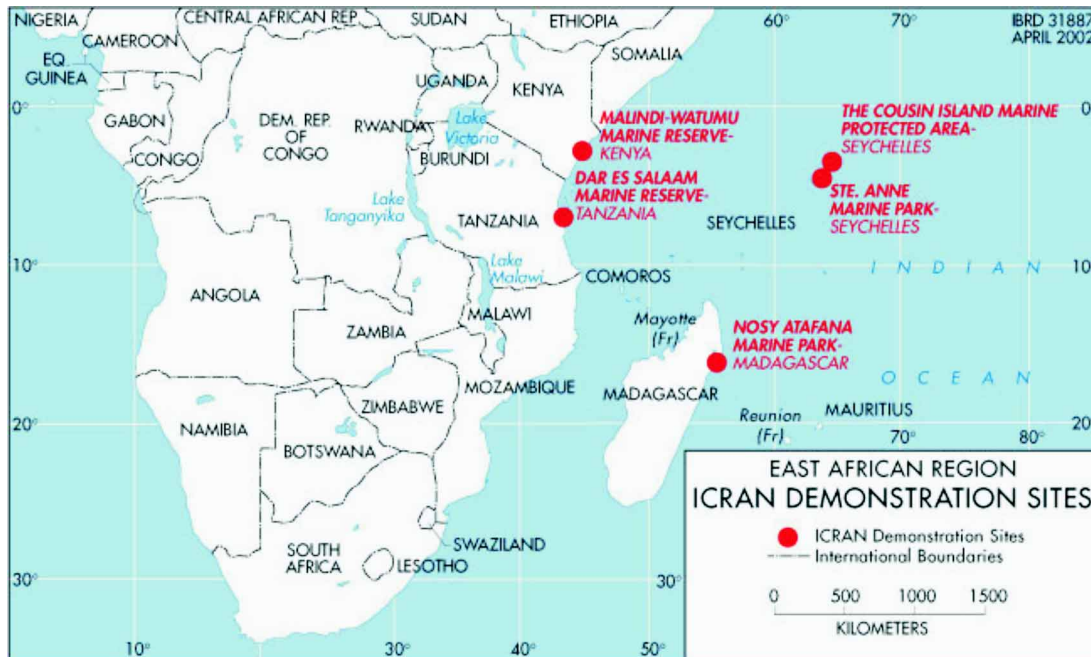 NIGERIA
CENTRAL AFRICAN REP.
SUDAN
ETHIOPIA
60°
70°
IBRD 31887
APRIL 2002
CAMEROON
SOMALIA
EQ.
GUINEA
UGANDA
KENYA
0°
GABON
DEM. REP.
OF
CONGO
RWANDA
Lake
Victoria
MALINDI-WATUMU
MARINE RESERVE-
KENYA
THE COUSIN ISLAND MARINE
PROTECTED AREA-
SEYCHELLES
CONGO
BURUNDI
DAR ES SALAAM
MARINE RESERVE-
TANZANIA
STE. ANNE
MARINE PARK-
SEYCHELLES
Lake
Tanganyika
TANZANIA
SEYCHELLES
10°
Lake
Malawi
COMOROS
INDIAN
10°
ANGOLA
MALAWI
Mayotte
(Fr)
NOSY ATAFANA
MARINE PARK-
MADAGASCAR
ZAMBIA
MOZAMBIQUE
MADAGASCAR
OCEAN
ZIMBABWE
NAMIBIA
Reunion
(Fr)
MAURITIUS
20°
70°
80°
20°
BOTSWANA
EAST AFRICAN REGION
ICRAN DEMONSTRATION SITES
ICRAN Demonstration Sites
International Boundaries
SWAZILAND
SOUTH
AFRICA
LESOTHO
30°
30°
0 500 1000 1500
KILOMETERS
10°
30°
40°
50°